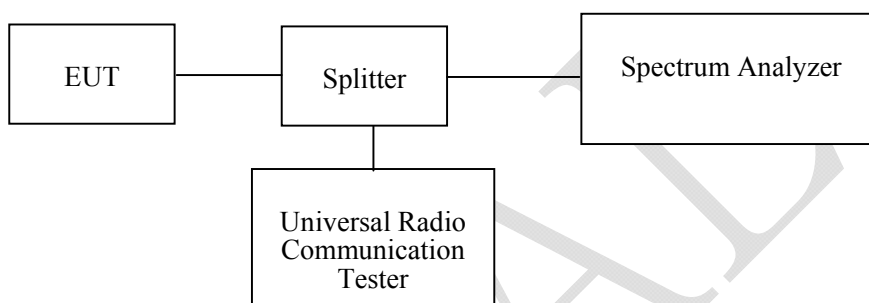 EUT
Splitter
Spectrum Analyzer
Universal Radio
Communication
Tester